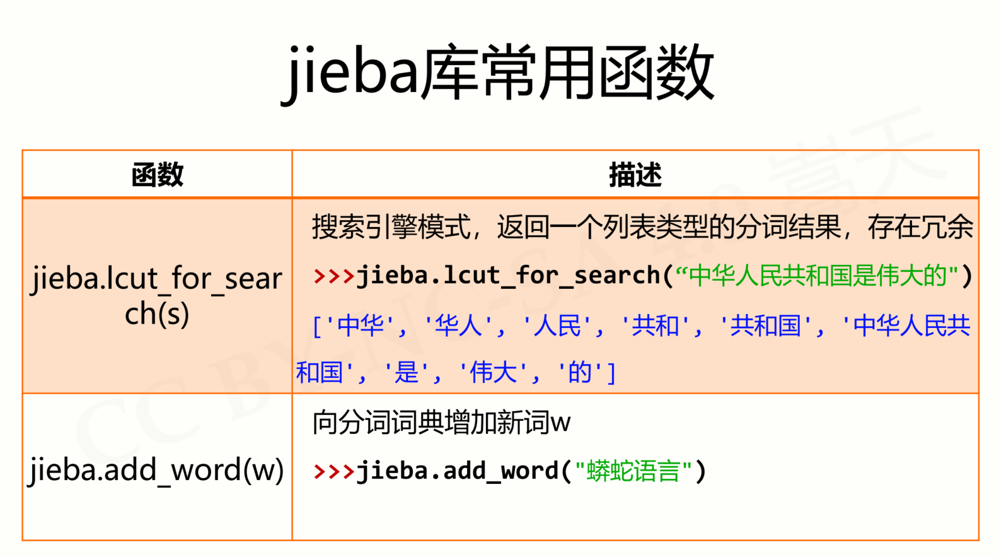 jieba库常用函数
函数
描述
jieba.lcut_for_sear
ch(s)
搜索引擎模式，返回一个列表类型的分词结果，存在冗余
>>>jieba.lcut_for_search(“中华人民共和国是伟大的")
['中华', '华人', '人民', '共和', '共和国', '中华人民共
和国', '是', '伟大', '的']
jieba.add_word(w)
向分词词典增加新词w
>>>jieba.add_word("蟒蛇语言")
CC BY-NC-SA 4.0 嵩天